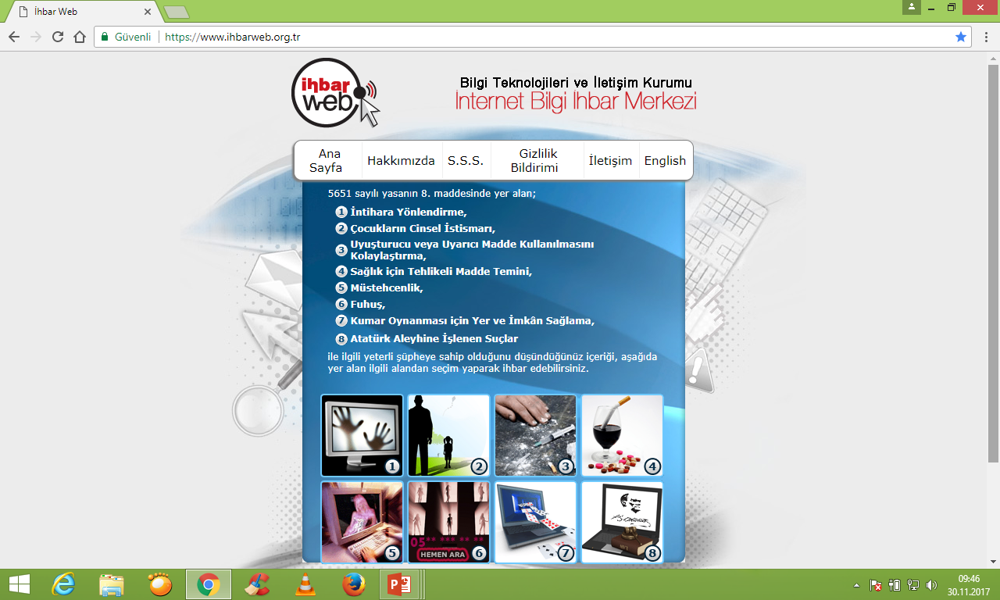 İhbar Web
Güvenli https://www.ihbarweb.org.tr
ihbar
web
Bilgi Teknolojileri ve İletişim Kurumu
İnternet Bilgi İhbar Merkezi
Ana Sayfa
Hakkımızda
S.S.S.
Gizlilik Bildirimi
İletişim
English
5651 sayılı yasanın 8. maddesinde yer alan;
1 İntihara Yönlendirme,
2 Çocukların Cinsel İstismarı,
3 Uyuşturucu veya Uyarıcı Madde Kullanılmasını
Kolaylaştırma,
4 Sağlık için Tehlikeli Madde Temini,
5 Müstehcenlik,
6 Fuhuş,
7 Kumar Oynanması için Yer ve İmkân Sağlama,
8 Atatürk Aleyhine İşlenen Suçlar
ile ilgili yeterli şüpheye sahip olduğunu düşündüğünüz içeriği, aşağıda
yer alan ilgili alandan seçim yaparak ihbar edebilirsiniz.
1 2 3 4
05** *** ** **
HEMEN ARA
5 6 7 8
09:46
30.11.2017